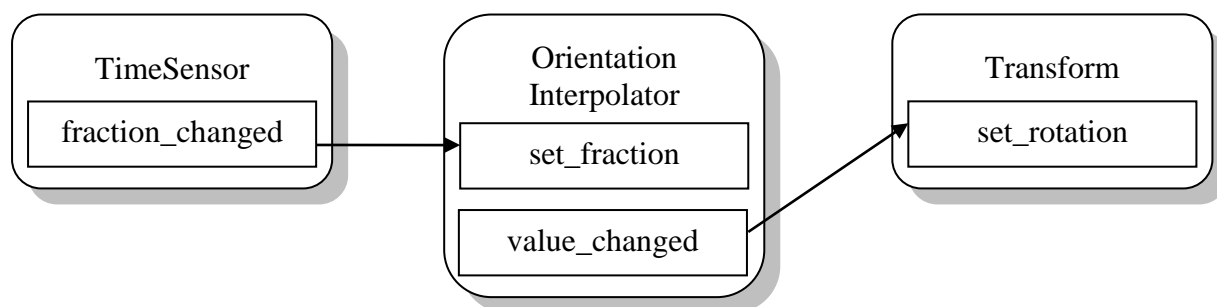 TimeSensor
fraction_changed
Orientation
Interpolator
set_fraction
value_changed
Transform
set_rotation